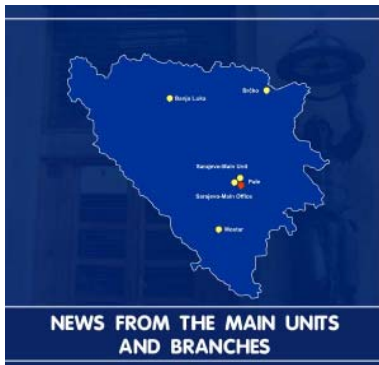 Banja Luka
Brčko
Sarajevo-Main Unit
Pale
Sarajevo-Main Office
Mostar
NEWS FROM THE MAIN UNITS
AND BRANCHES